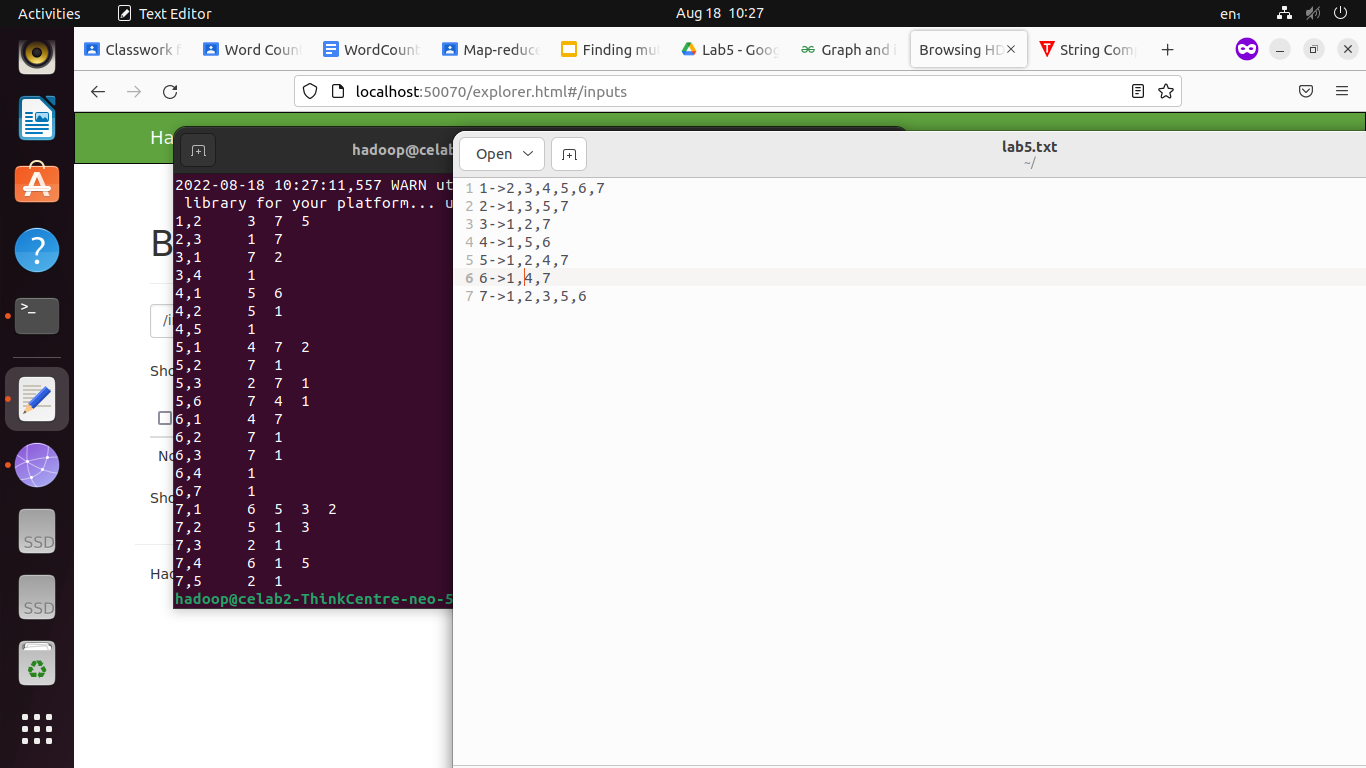 Activities Text Editor Aug 18 10:27 en₁
Classwork f Word Coun WordCount Map-reduce Finding mut Lab5 - Goog Graph and i Browsing HD String Comp
localhost:50070/explorer.html#/inputs
Ha
hadoop@celab
Open
lab5.txt
~/
2022-08-18 10:27:11,557 WARN ut
library for your platform... u
1,2 3 7 5
2,3 1 7
3,1 7 2
3,4 1
4,1 5 6
4,2 5 1
4,5 1
5,1 4 7 2
5,2 7 1
5,3 2 7 1
5,6 7 4 1
6,1 4 7
6,2 7 1
6,3 7 1
6,4 1
6,7 1
7,1 6 5 3 2
7,2 5 1 3
7,3 2 1
7,4 6 1 5
7,5 2 1
hadoop@celab2-ThinkCentre-neo-5
1 1->2,3,4,5,6,7
2 2->1,3,5,7
3 3->1,2,7
4 4->1,5,6
5 5->1,2,4,7
6 6->1,4,7
7 7->1,2,3,5,6
B
/i
Sho
No
Sho
Had
SSD
SSD